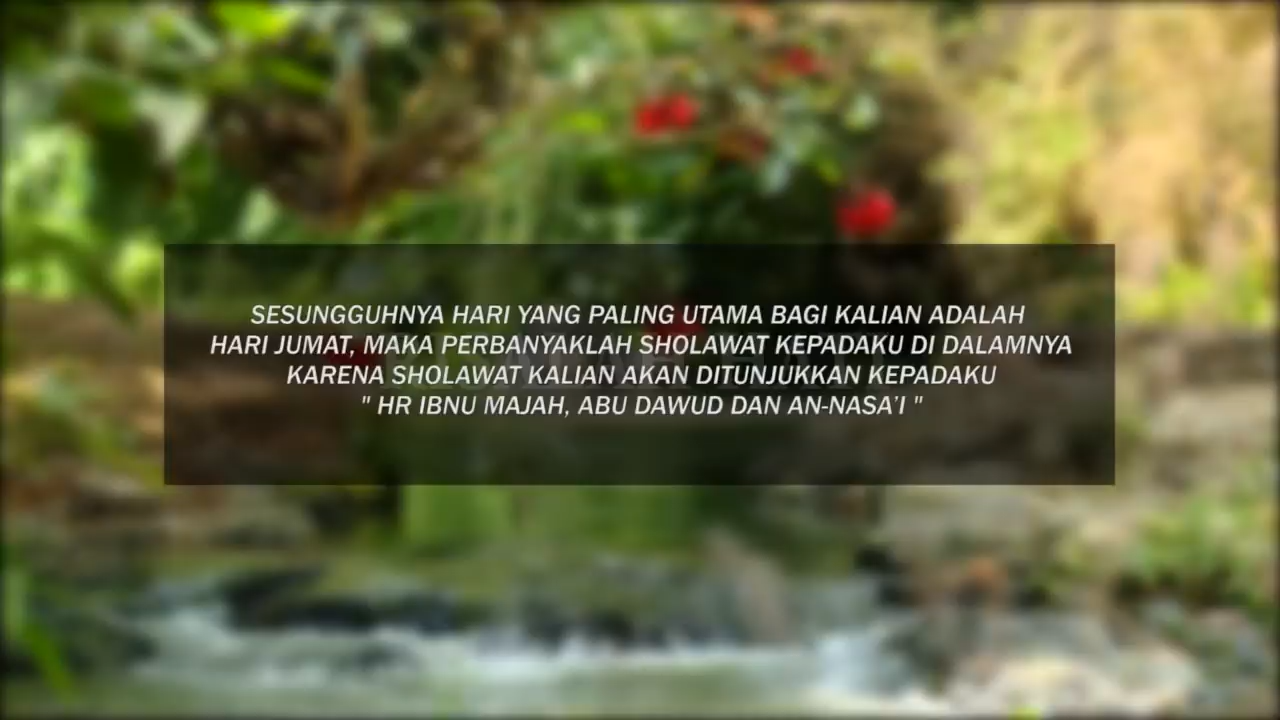 SESUNGGUHNYA HARI YANG PALING UTAMA BAGI KALIAN ADALAH
HARI JUMAT, MAKA PERBANYAKLAH SHOLAWAT KEPADAKU DI DALAMNYA
KARENA SHOLAWAT KALIAN AKAN DITUNJUKKAN KEPADAKU
" HR IBNU MAJAH, ABU DAWUD DAN AN-NASA'I "